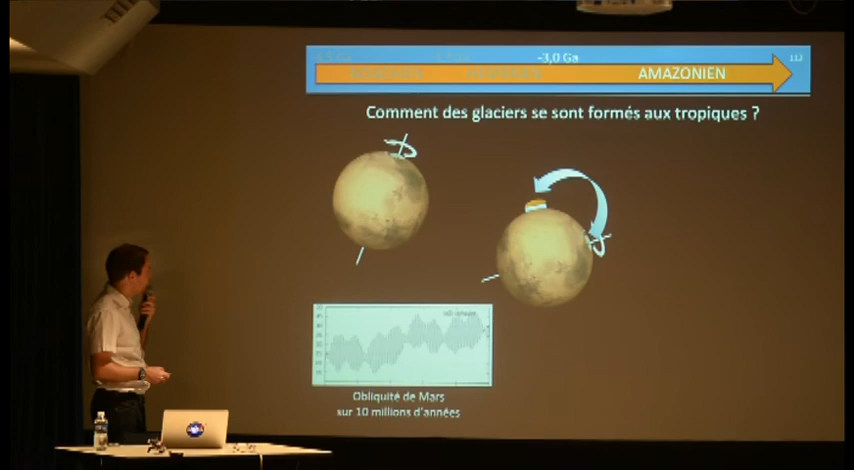 -3,0 Ga
112
AMAZONIEN
Comment des glaciers se sont formés aux tropiques ?
Obliquité de Mars
sur 10 millions d'années